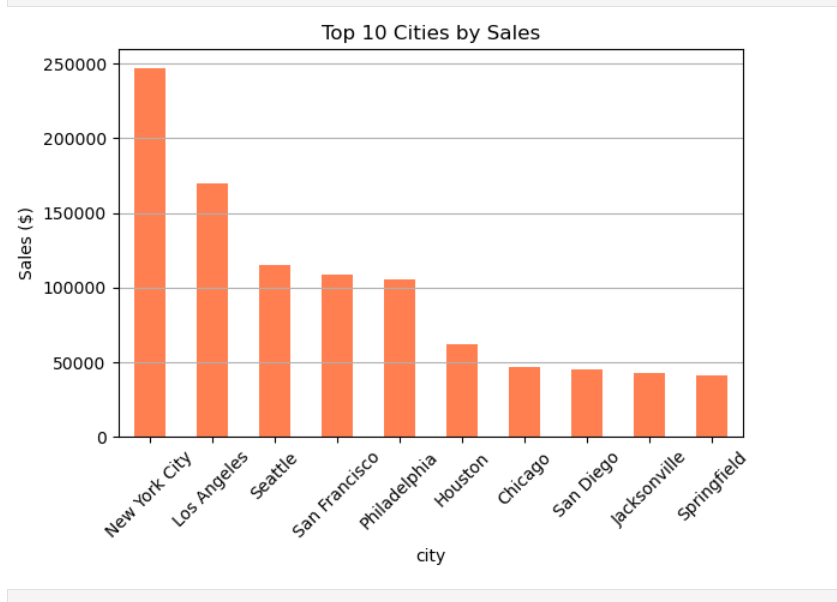 Top 10 Cities by Sales
250000
200000
150000
100000
50000
0
Sales ($)
New York City
Los Angeles
Seattle
San Francisco
Philadelphia
Houston
Chicago
San Diego
Jacksonville
Springfield
city